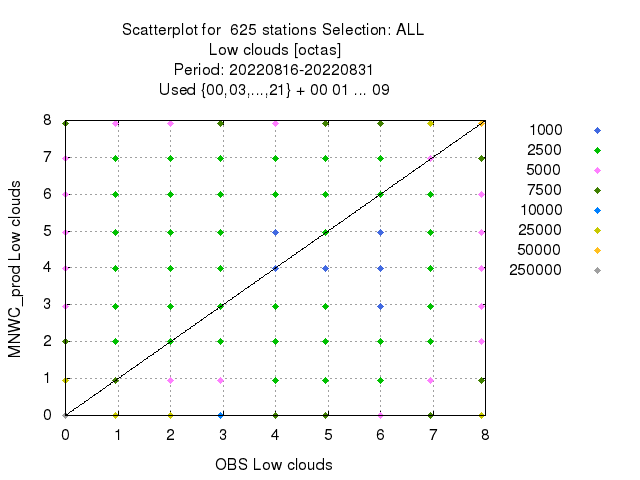 Scatterplot for  625 stations Selection: ALL
Low clouds [octas]
Period: 20220816-20220831
Used {00,03,...,21} + 00 01 ... 09
8
7
6
5
4
3
2
1
0
MNWC_prod Low clouds
0 1 2 3 4 5 6 7 8
OBS Low clouds
1000
2500
5000
7500
10000
25000
50000
250000